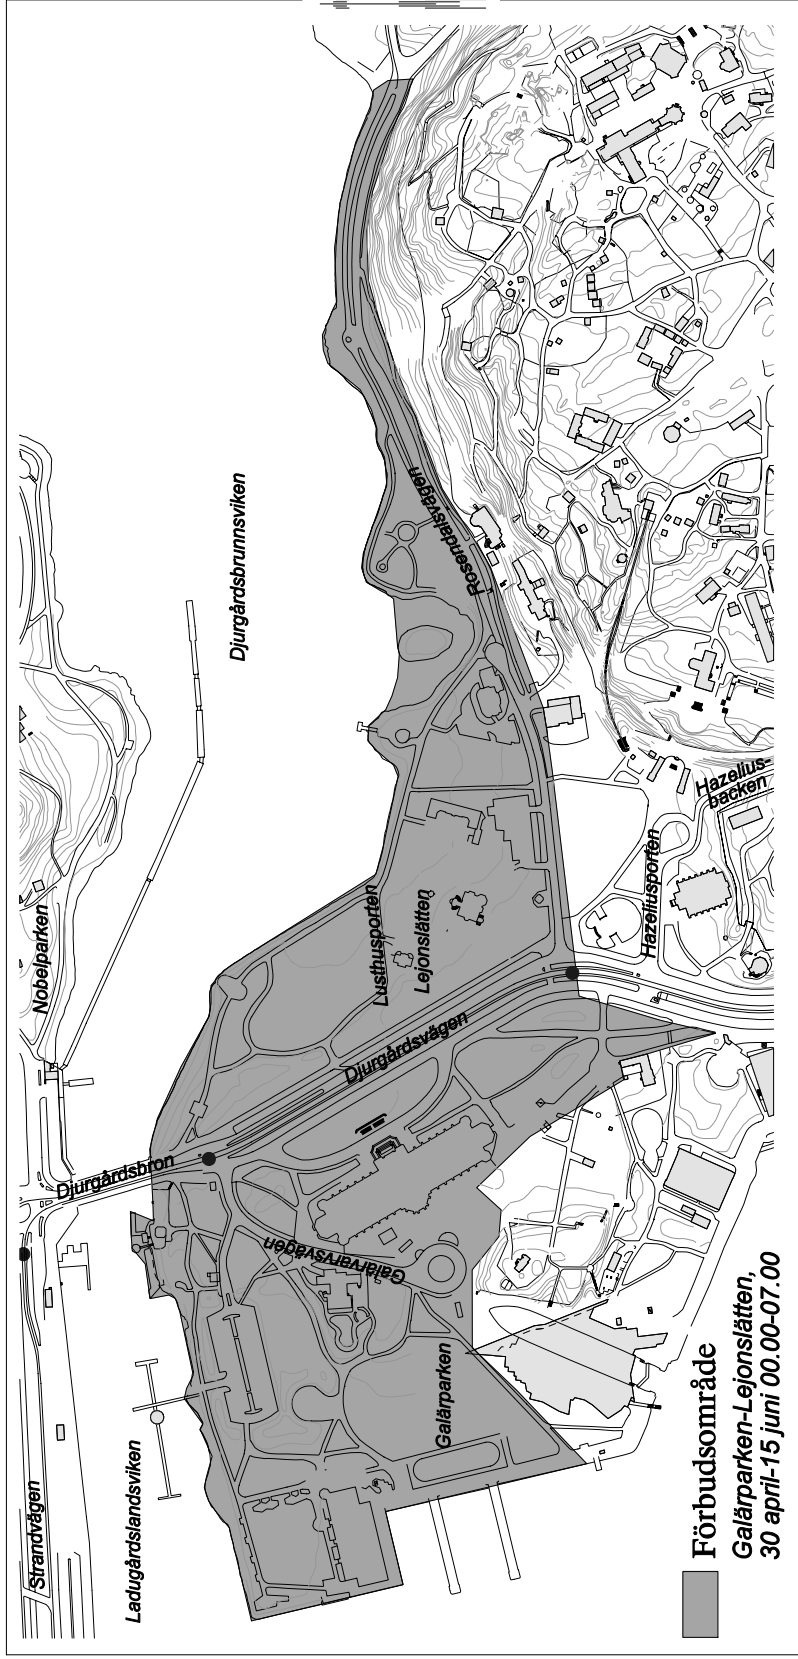 Strandvägen
Ladugårdslandsviken
Djurgårdsbron
Nobelparken
Djurgårdsbrunnsviken
Galärvarvsvägen
Galärparken
Djurgårdsvägen
Lusthusporten
Lejonslätten
Rosendalsvägen
Hazeliusporten
Hazelius-
backen
Förbudsområde
Galärparken-Lejonslätten,
30 april-15 juni 00.00-07.00